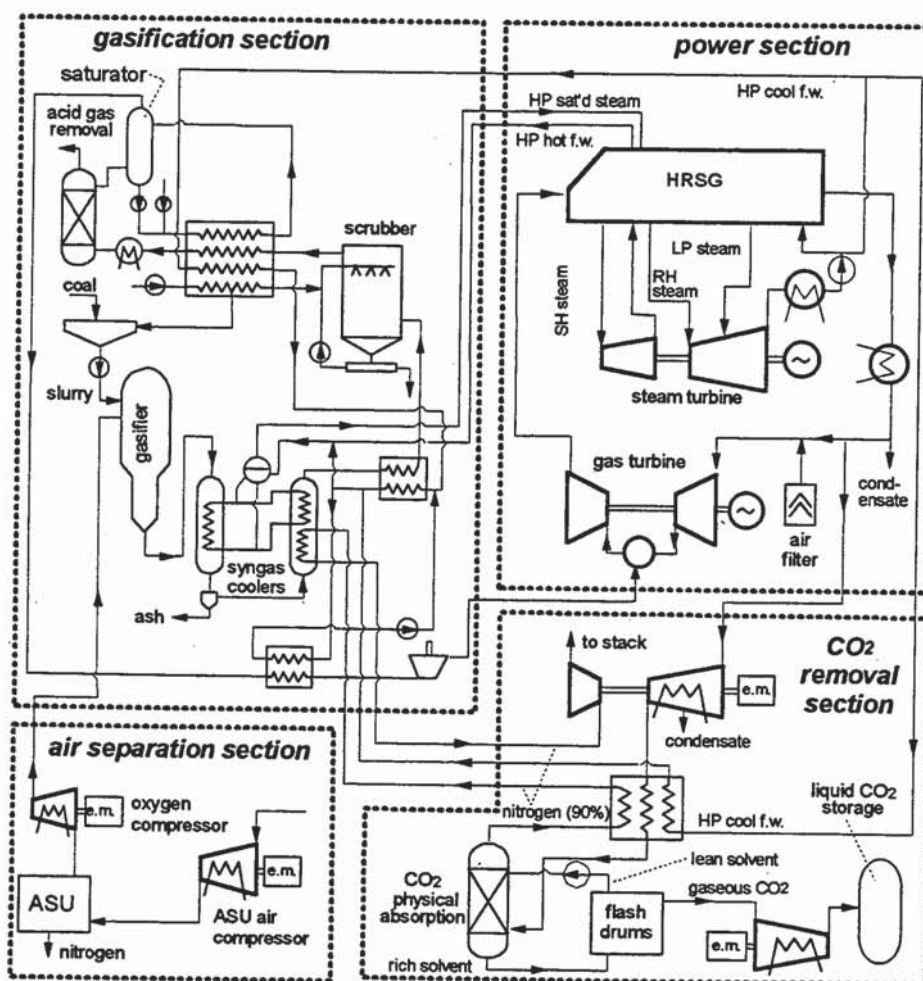 gasification section
saturator
acid gas
removal
scrubber
coal
slurry
gasifier
syngas
coolers
ash
power section
HP cool f.w.
HP sat'd steam
HP hot f.w.
HRSG
LP steam
RH
steam
SH steam
steam turbine
gas turbine
cond-
ensate
air
filter
CO2
removal
section
to stack
e.m.
condensate
nitrogen (90%)
HP cool f.w.
liquid CO2
storage
lean solvent
gaseous CO2
CO2
physical
absorption
flash
drums
e.m.
rich solvent
air separation section
oxygen
compressor
e.m.
e.m.
ASU
ASU air
compressor
nitrogen